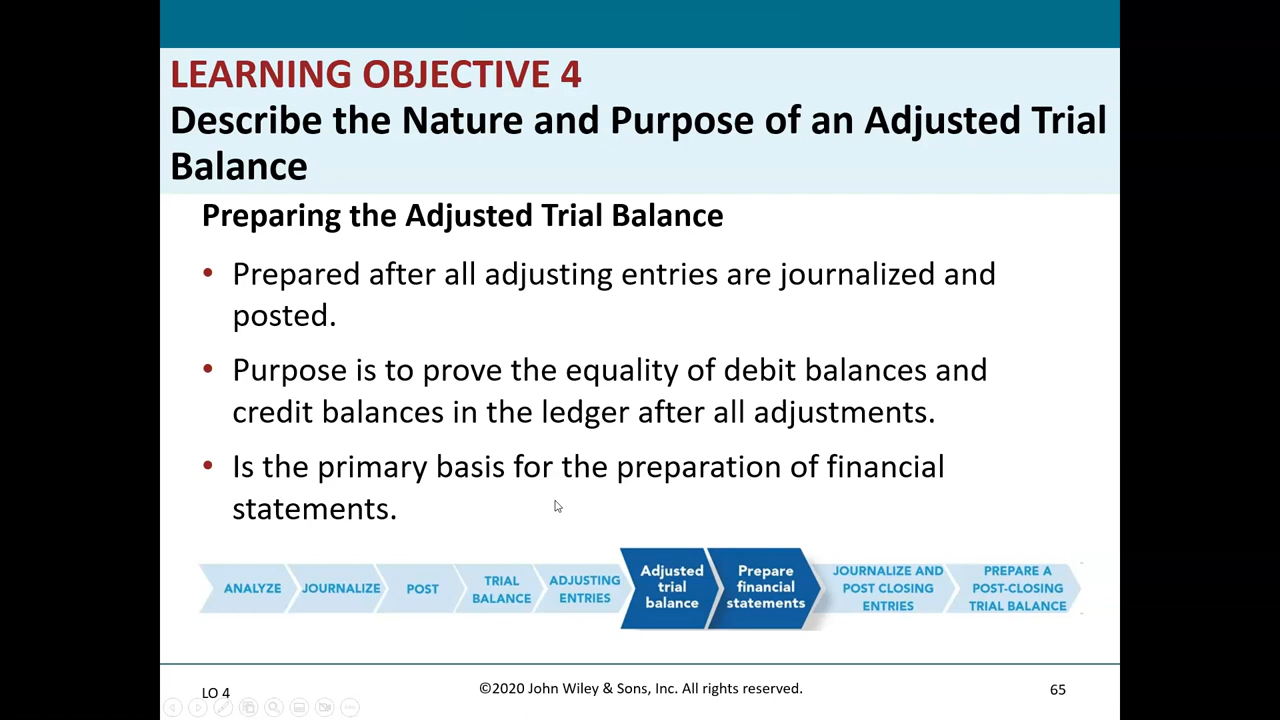 LEARNING OBJECTIVE 4
Describe the Nature and Purpose of an Adjusted Trial
Balance
Preparing the Adjusted Trial Balance
• Prepared after all adjusting entries are journalized and
posted.
• Purpose is to prove the equality of debit balances and
credit balances in the ledger after all adjustments.
• Is the primary basis for the preparation of financial
statements.
ANALYZE
JOURNALIZE
POST
TRIAL
BALANCE
ADJUSTING
ENTRIES
Adjusted
trial
balance
Prepare
financial
statements
JOURNALIZE AND
POST CLOSING
ENTRIES
PREPARE A
POST-CLOSING
TRIAL BALANCE
LO 4
©2020 John Wiley & Sons, Inc. All rights reserved.
65